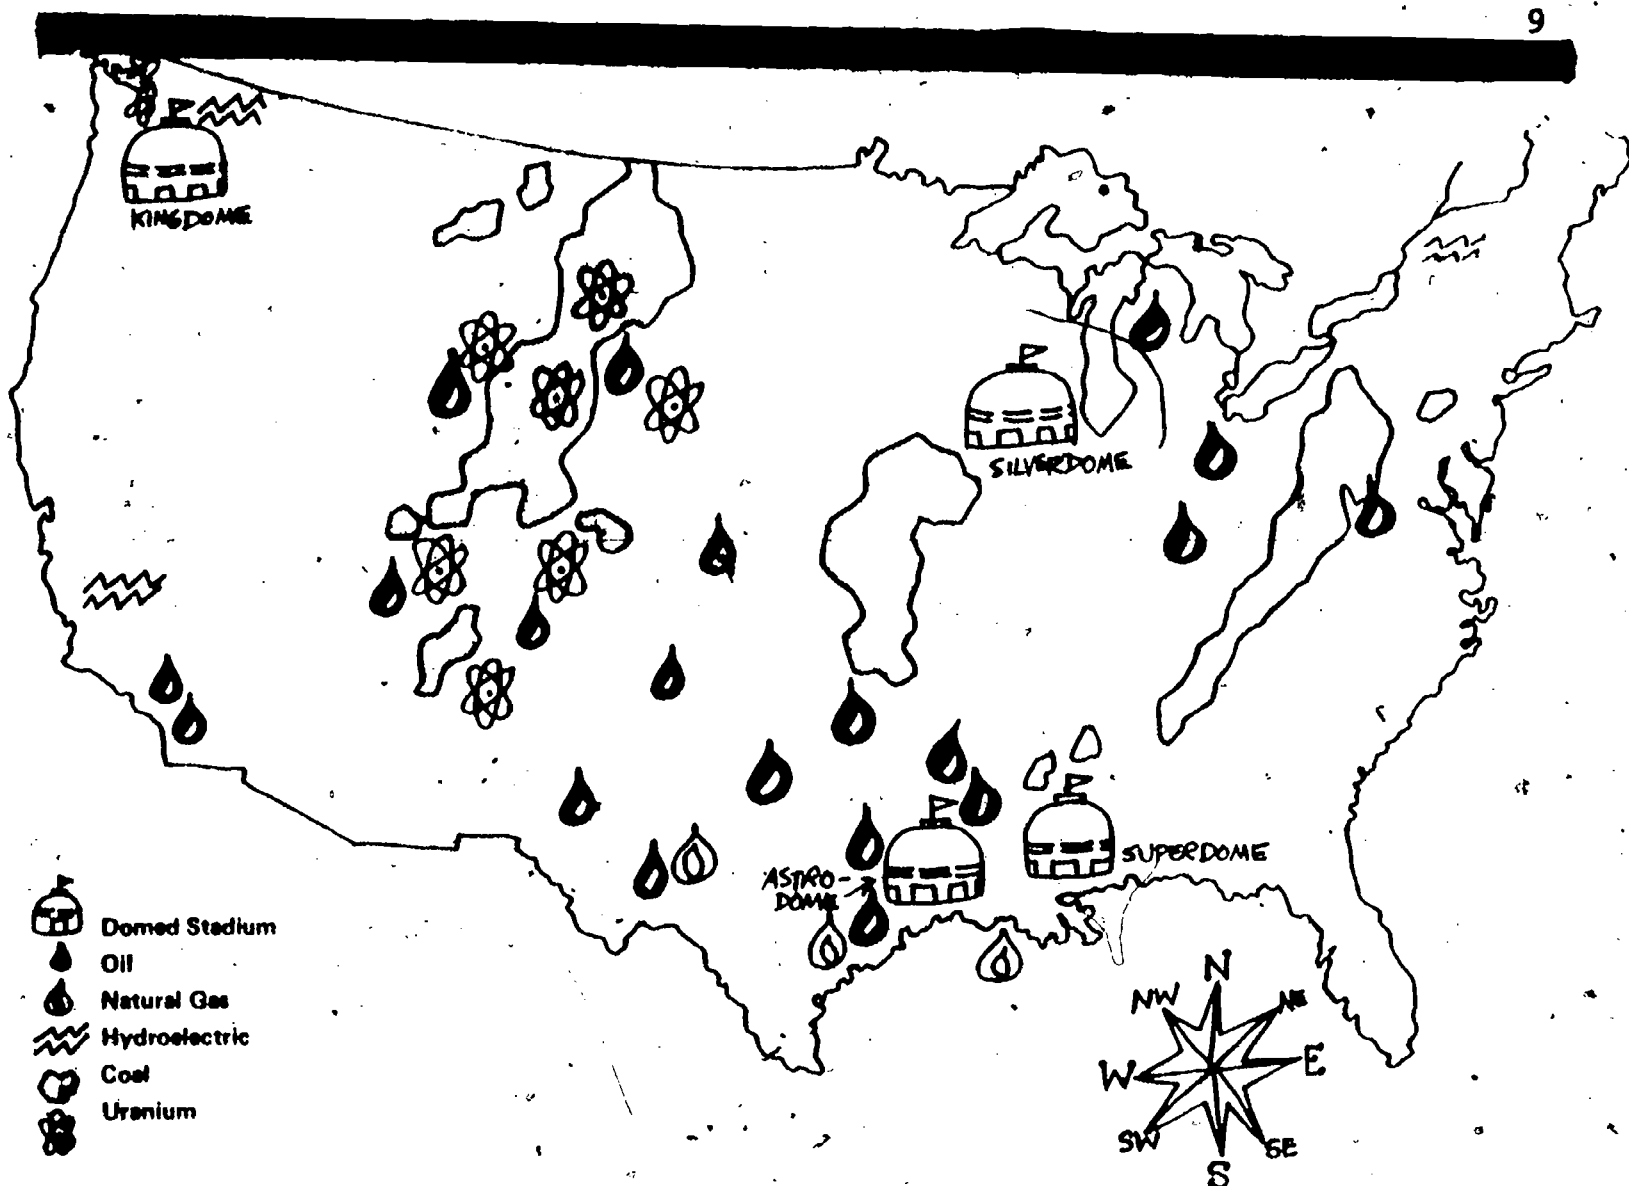 9
KINGDOME
SILVERDOME
ASTRO-
DOME
SUPERDOME
Domed Stadium
Oil
Natural Gas
Hydroelectric
Coal
Uranium
N
NW
NE
W
E
SW
SE
S